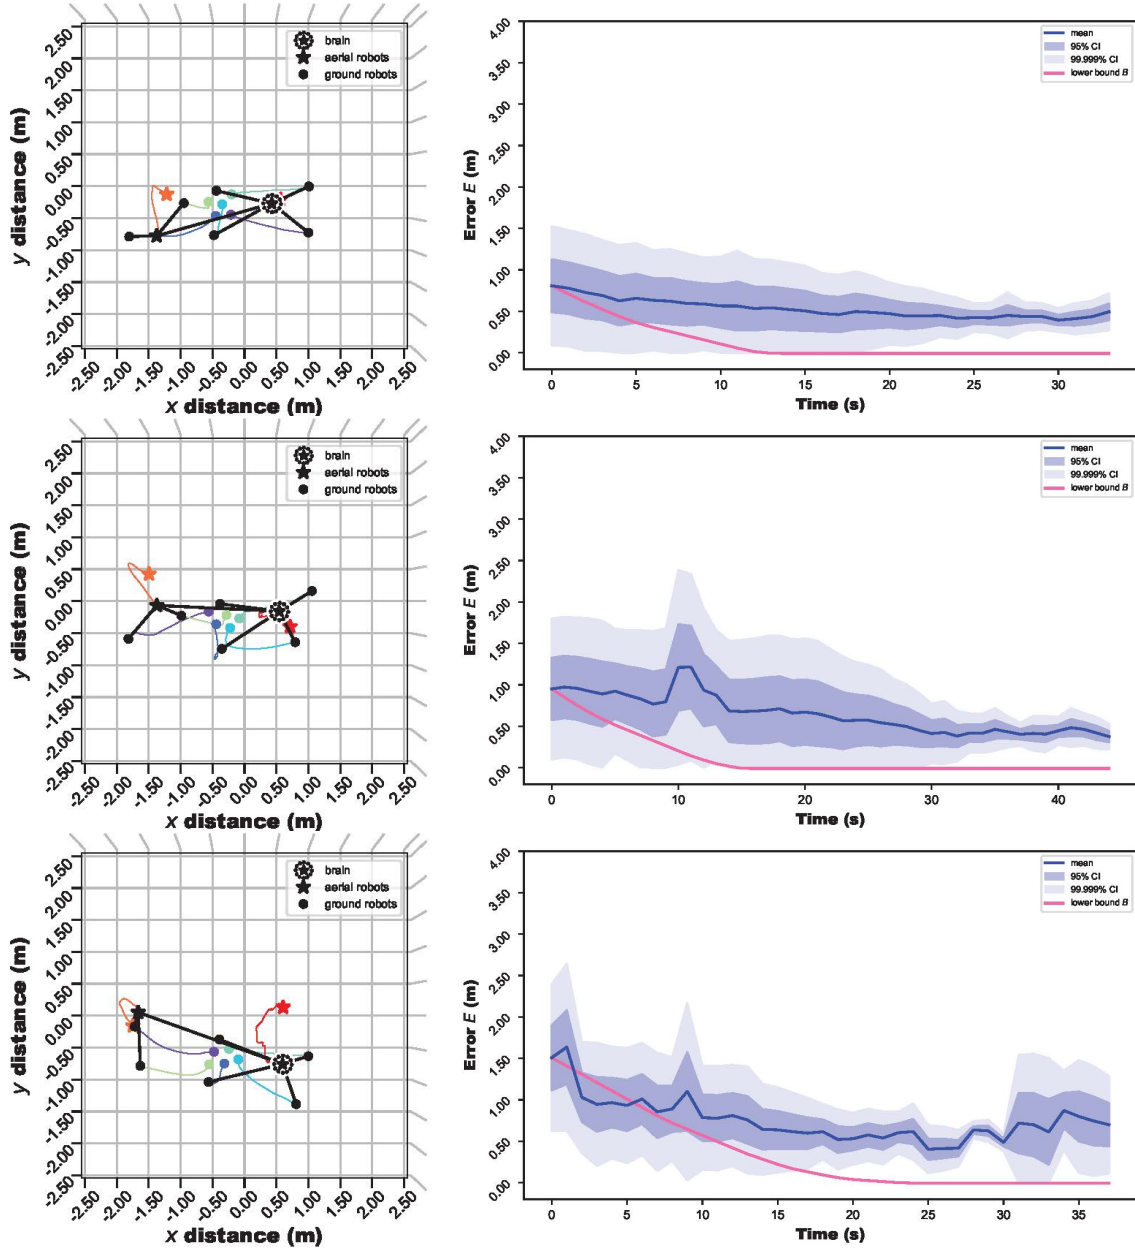 2.50
2.00
1.50
1.00
0.50
0.00
-0.50
-1.00
-1.50
-2.00
-2.50
y distance (m)
brain
aerial robots
ground robots
-2.50 -2.00 -1.50 -1.00 -0.50 0.00 0.50 1.00 1.50 2.00 2.50
x distance (m)
4.00
3.50
3.00
2.50
2.00
1.50
1.00
0.50
0.00
Error E (m)
mean
95% CI
99.999% CI
lower bound B
0 5 10 15 20 25 30
Time (s)
2.50
2.00
1.50
1.00
0.50
0.00
-0.50
-1.00
-1.50
-2.00
-2.50
y distance (m)
brain
aerial robots
ground robots
-2.50 -2.00 -1.50 -1.00 -0.50 0.00 0.50 1.00 1.50 2.00 2.50
x distance (m)
4.00
3.50
3.00
2.50
2.00
1.50
1.00
0.50
0.00
Error E (m)
mean
95% CI
99.999% CI
lower bound B
0 10 20 30 40
Time (s)
2.50
2.00
1.50
1.00
0.50
0.00
-0.50
-1.00
-1.50
-2.00
-2.50
y distance (m)
brain
aerial robots
ground robots
-2.50 -2.00 -1.50 -1.00 -0.50 0.00 0.50 1.00 1.50 2.00 2.50
x distance (m)
4.00
3.50
3.00
2.50
2.00
1.50
1.00
0.50
0.00
Error E (m)
mean
95% CI
99.999% CI
lower bound B
0 5 10 15 20 25 30 35
Time (s)